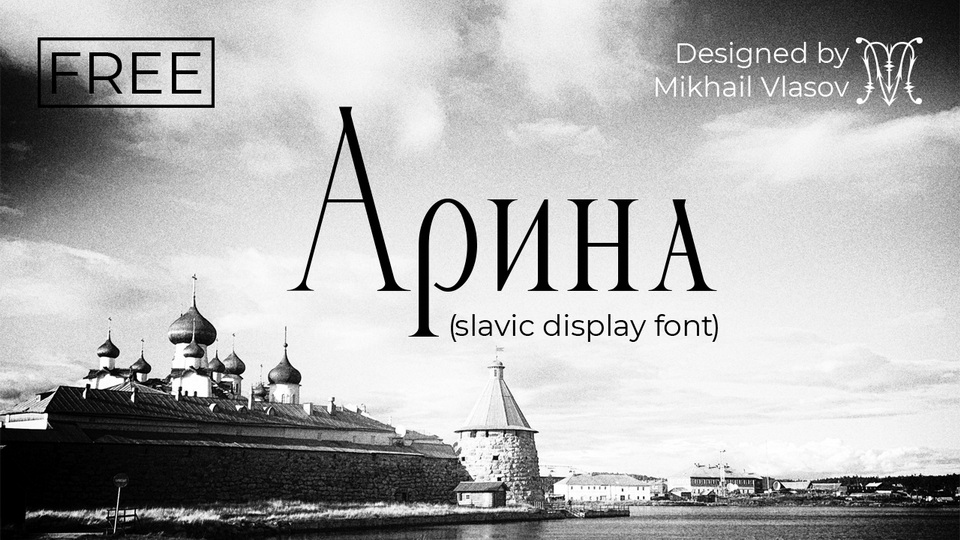 FREE
Designed by
Mikhail Vlasov
Арина
(slavic display font)